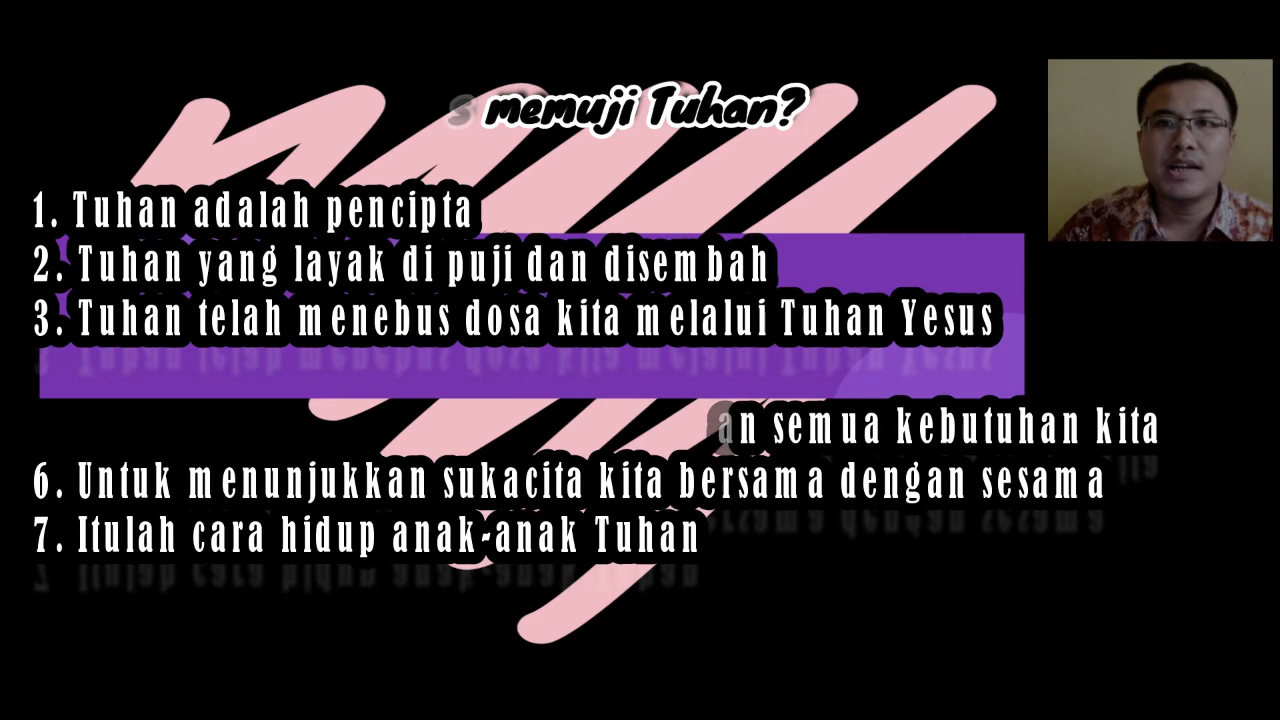 memuji Tuhan?
1. Tuhan adalah pencipta
2. Tuhan yang layak di puji dan disembah
3. Tuhan telah menebus dosa kita melalui Tuhan Yesus
an semua kebutuhan kita
6. Untuk menunjukkan sukacita kita bersama dengan sesama
7. Itulah cara hidup anak-anak Tuhan